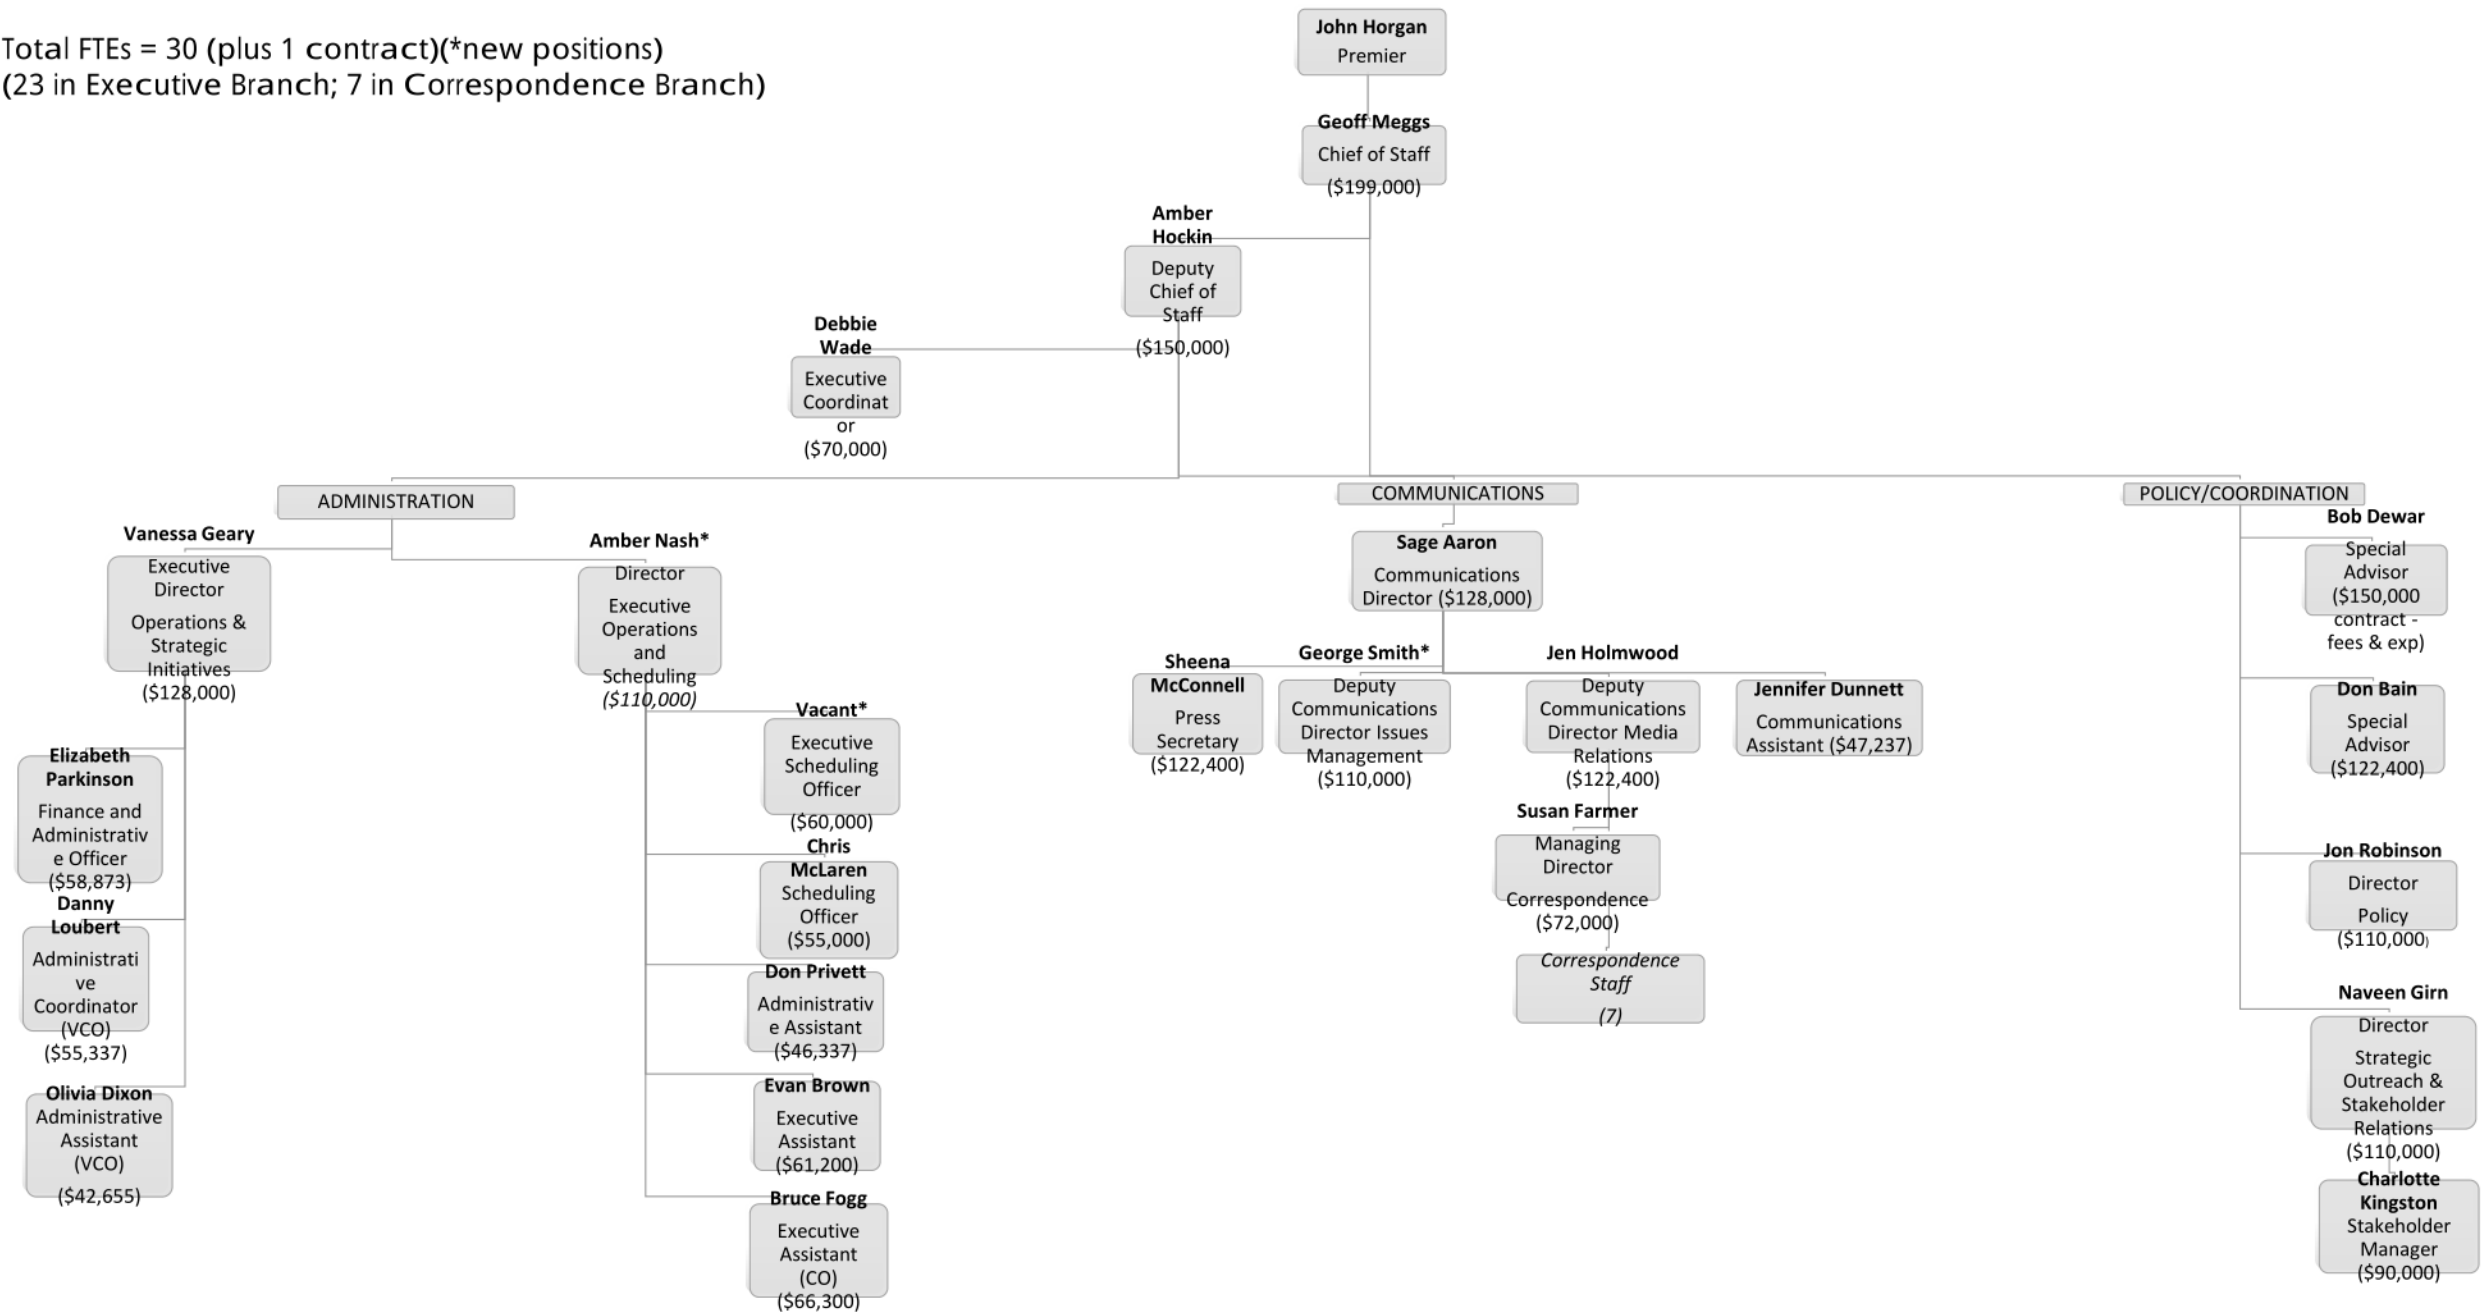 Total FTEs = 30 (plus 1 contract)(*new positions)
(23 in Executive Branch; 7 in Correspondence Branch)
John Horgan
Premier
Geoff Meggs
Chief of Staff
($199,000)
Amber
Hockin
Deputy
Chief of
Staff
($150,000)
Debbie
Wade
Executive
Coordinat
or
($70,000)
ADMINISTRATION
Vanessa Geary
Executive
Director
Operations &
Strategic
Initiatives
($128,000)
Elizabeth
Parkinson
Finance and
Administrativ
e Officer
($58,873)
Danny
Loubert
Administrati
ve
Coordinator
(VCO)
($55,337)
Olivia Dixon
Administrative
Assistant
(VCO)
($42,655)
Amber Nash*
Director
Executive
Operations
and
Scheduling
($110,000)
Vacant*
Executive
Scheduling
Officer
($60,000)
Chris
McLaren
Scheduling
Officer
($55,000)
Don Privett
Administrativ
e Assistant
($46,337)
Evan Brown
Executive
Assistant
($61,200)
Bruce Fogg
Executive
Assistant
(CO)
($66,300)
COMMUNICATIONS
Sage Aaron
Communications
Director ($128,000)
Sheena
McConnell
Press
Secretary
($122,400)
George Smith*
Deputy
Communications
Director Issues
Management
($110,000)
Jen Holmwood
Deputy
Communications
Director Media
Relations
($122,400)
Jennifer Dunnett
Communications
Assistant ($47,237)
Susan Farmer
Managing
Director
Correspondence
($72,000)
Correspondence
Staff
(7)
POLICY/COORDINATION
Bob Dewar
Special
Advisor
($150,000
contract -
fees & exp)
Don Bain
Special
Advisor
($122,400)
Jon Robinson
Director
Policy
($110,000)
Naveen Girn
Director
Strategic
Outreach &
Stakeholder
Relations
($110,000)
Charlotte
Kingston
Stakeholder
Manager
($90,000)